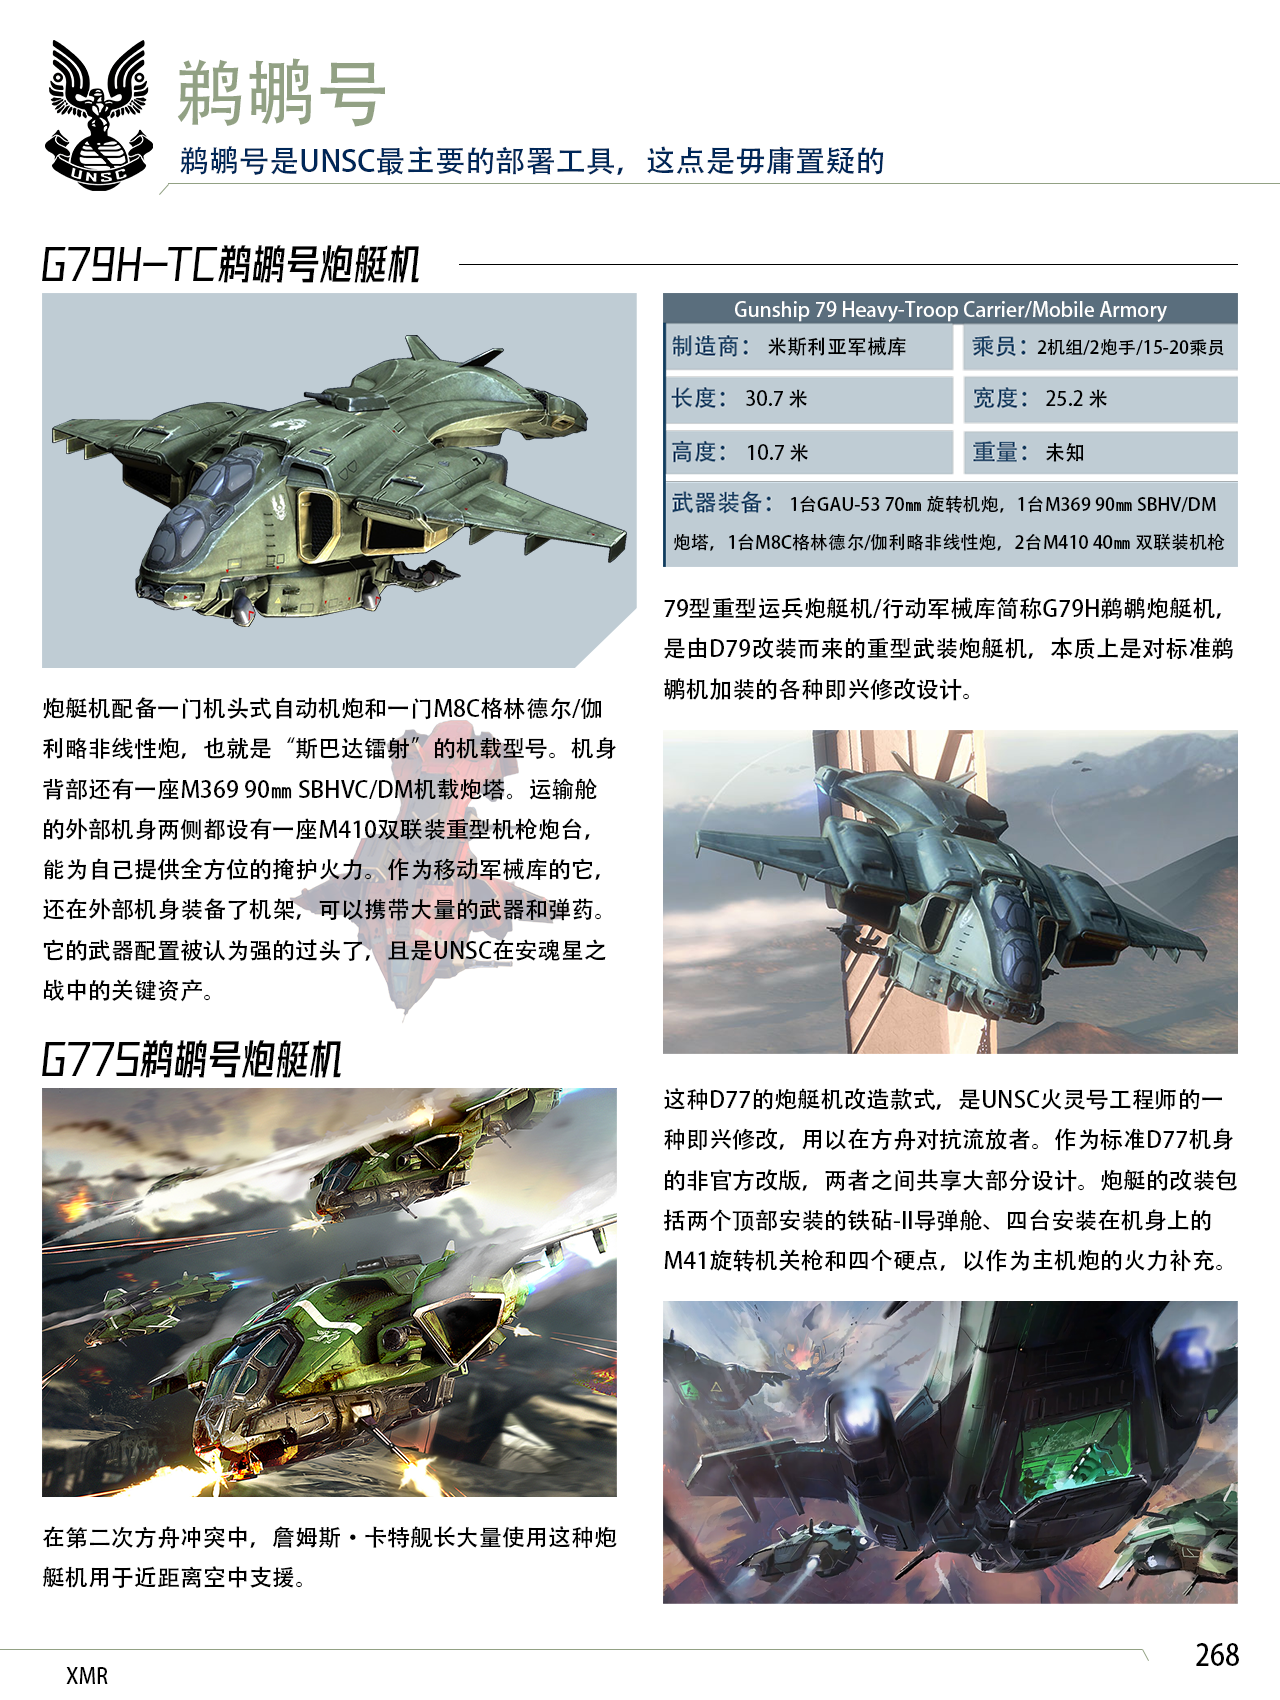 UNSC
鹈鹕号
鹈鹕号是UNSC最主要的部署工具，这点是毋庸置疑的
G79H-TC鹈鹕号炮艇机
Gunship 79 Heavy-Troop Carrier/Mobile Armory
制造商： 米斯利亚军械库
乘员：2机组/2炮手/15-20乘员
长度： 30.7 米
宽度： 25.2 米
高度： 10.7 米
重量： 未知
武器装备： 1台GAU-53 70㎜ 旋转机炮，1台M369 90㎜ SBHV/DM
炮塔，1台M8C格林德尔/伽利略非线性炮，2台M410 40㎜ 双联装机枪
79型重型运兵炮艇机/行动军械库简称G79H鹈鹕炮艇机，
是由D79改装而来的重型武装炮艇机，本质上是对标准鹈
鹕机加装的各种即兴修改设计。
炮艇机配备一门机头式自动机炮和一门M8C格林德尔/伽
利略非线性炮，也就是“斯巴达镭射”的机载型号。机身
背部还有一座M369 90㎜ SBHVC/DM机载炮塔。运输舱
的外部机身两侧都设有一座M410双联装重型机枪炮台，
能为自己提供全方位的掩护火力。作为移动军械库的它，
还在外部机身装备了机架，可以携带大量的武器和弹药。
它的武器配置被认为强的过头了，且是UNSC在安魂星之
战中的关键资产。
G77S鹈鹕号炮艇机
这种D77的炮艇机改造款式，是UNSC火灵号工程师的一
种即兴修改，用以在方舟对抗流放者。作为标准D77机身
的非官方改版，两者之间共享大部分设计。炮艇的改装包
括两个顶部安装的铁砧-II导弹舱、四台安装在机身上的
M41旋转机关枪和四个硬点，以作为主机炮的火力补充。
在第二次方舟冲突中，詹姆斯·卡特舰长大量使用这种炮
艇机用于近距离空中支援。
XMR
268